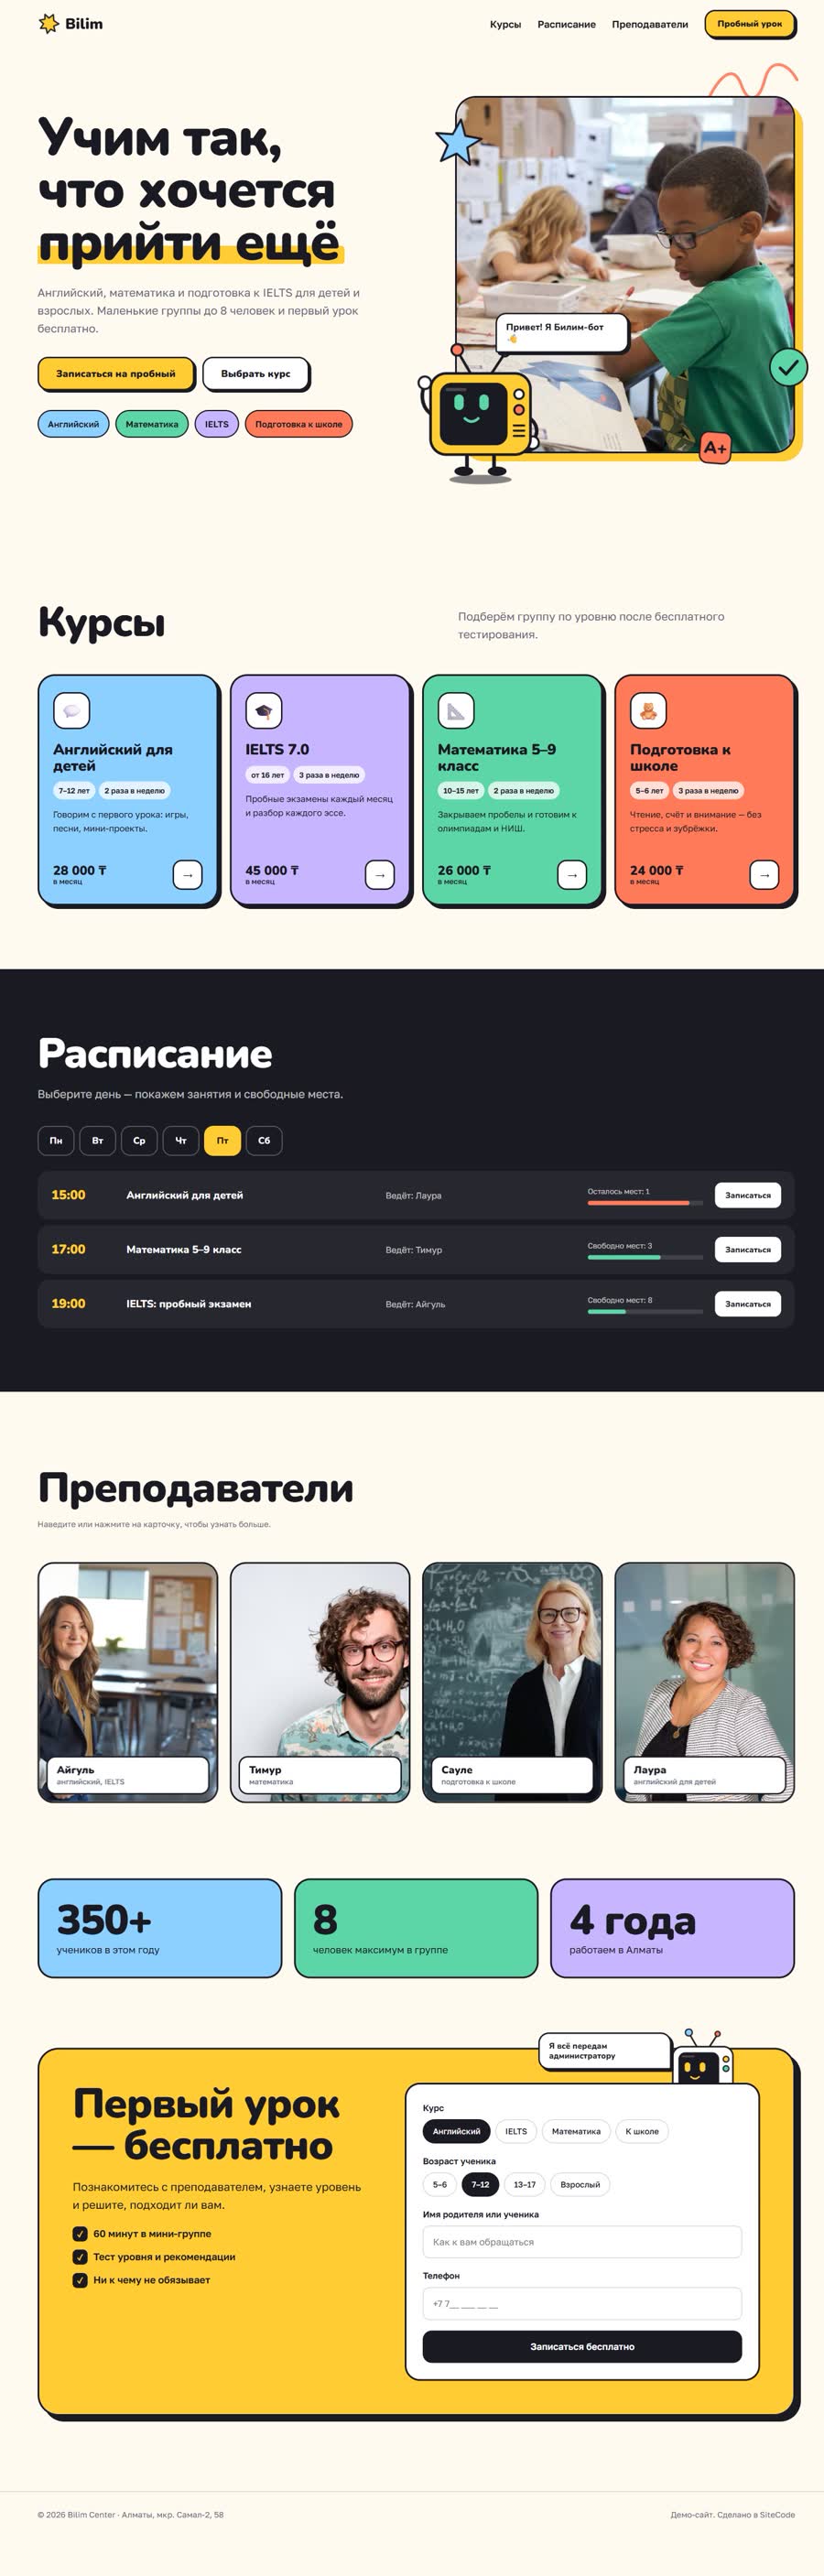 Bilim
Курсы
Расписание
Преподаватели
Пробный урок
Учим так,
что хочется
прийти ещё
Английский, математика и подготовка к IELTS для детей и
взрослых. Маленькие группы до 8 человек и первый урок
бесплатно.
Записаться на пробный
Выбрать курс
Английский
Математика
IELTS
Подготовка к школе
Привет! Я Билим-бот
👋
A+
Курсы
Подберём группу по уровню после бесплатного
тестирования.
Английский для
детей
7–12 лет
2 раза в неделю
Говорим с первого урока: игры,
песни, мини-проекты.
28 000 ₸
в месяц
→
IELTS 7.0
от 16 лет
3 раза в неделю
Пробные экзамены каждый месяц
и разбор каждого эссе.
45 000 ₸
в месяц
→
Математика 5–9
класс
10–15 лет
2 раза в неделю
Закрываем пробелы и готовим к
олимпиадам и НИШ.
26 000 ₸
в месяц
→
Подготовка к
школе
5–6 лет
3 раза в неделю
Чтение, счёт и внимание — без
стресса и зубрёжки.
24 000 ₸
в месяц
→
Расписание
Выберите день — покажем занятия и свободные места.
Пн
Вт
Ср
Чт
Пт
Сб
15:00
Английский для детей
Ведёт: Лаура
Осталось мест: 1
Записаться
17:00
Математика 5–9 класс
Ведёт: Тимур
Свободно мест: 3
Записаться
19:00
IELTS: пробный экзамен
Ведёт: Айгуль
Свободно мест: 8
Записаться
Преподаватели
Наведите или нажмите на карточку, чтобы узнать больше.
Айгуль
английский, IELTS
Тимур
математика
Сауле
подготовка к школе
Лаура
английский для детей
350+
учеников в этом году
8
человек максимум в группе
4 года
работаем в Алматы
Первый урок
— бесплатно
Познакомитесь с преподавателем, узнаете уровень
и решите, подходит ли вам.
60 минут в мини-группе
Тест уровня и рекомендации
Ни к чему не обязывает
Я всё передам
администратору
Курс
Английский
IELTS
Математика
К школе
Возраст ученика
5–6
7–12
13–17
Взрослый
Имя родителя или ученика
Как к вам обращаться
Телефон
+7 7__ ___ __ __
Записаться бесплатно
© 2026 Bilim Center · Алматы, мкр. Самал-2, 58
Демо-сайт. Сделано в SiteCode